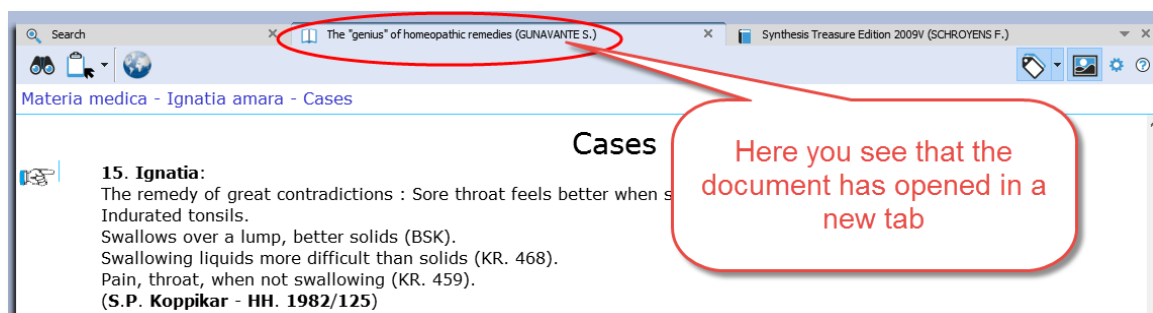 Search
The "genius" of homeopathic remedies (GUNAVANTE S.)
Synthesis Treasure Edition 2009V (SCHROYENS F.)
Materia medica - Ignatia amara - Cases
Cases
15. Ignatia:
The remedy of great contradictions : Sore throat feels better when s
Indurated tonsils.
Swallows over a lump, better solids (BSK).
Swallowing liquids more difficult than solids (KR. 468).
Pain, throat, when not swallowing (KR. 459).
(S.P. Koppikar - HH. 1982/125)
Here you see that the
document has opened in a
new tab